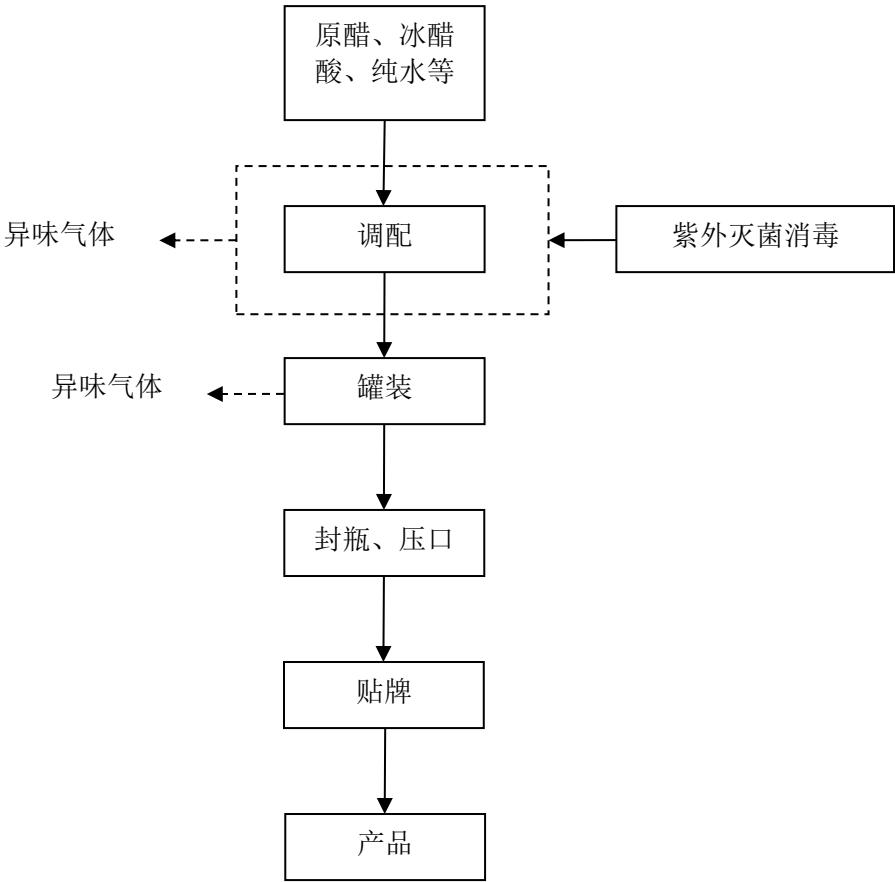 原醋、冰醋
酸、纯水等
异味气体
调配
紫外灭菌消毒
异味气体
罐装
封瓶、压口
贴牌
产品